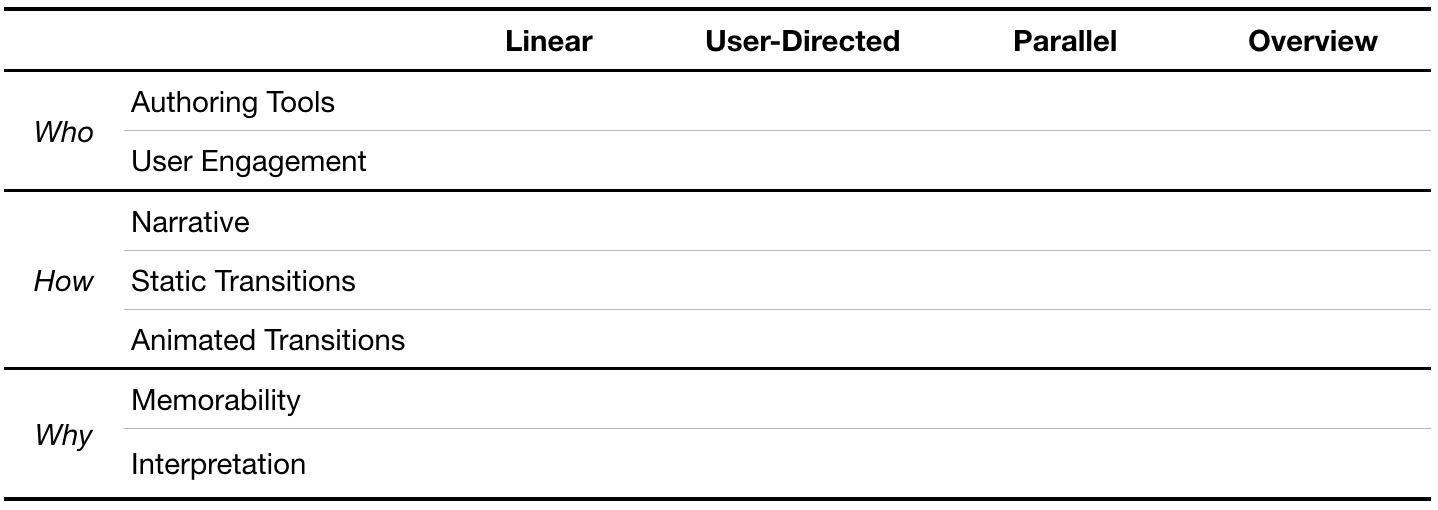 Linear User-Directed Parallel Overview
Who
Authoring Tools
User Engagement
How
Narrative
Static Transitions
Animated Transitions
Why
Memorability
Interpretation